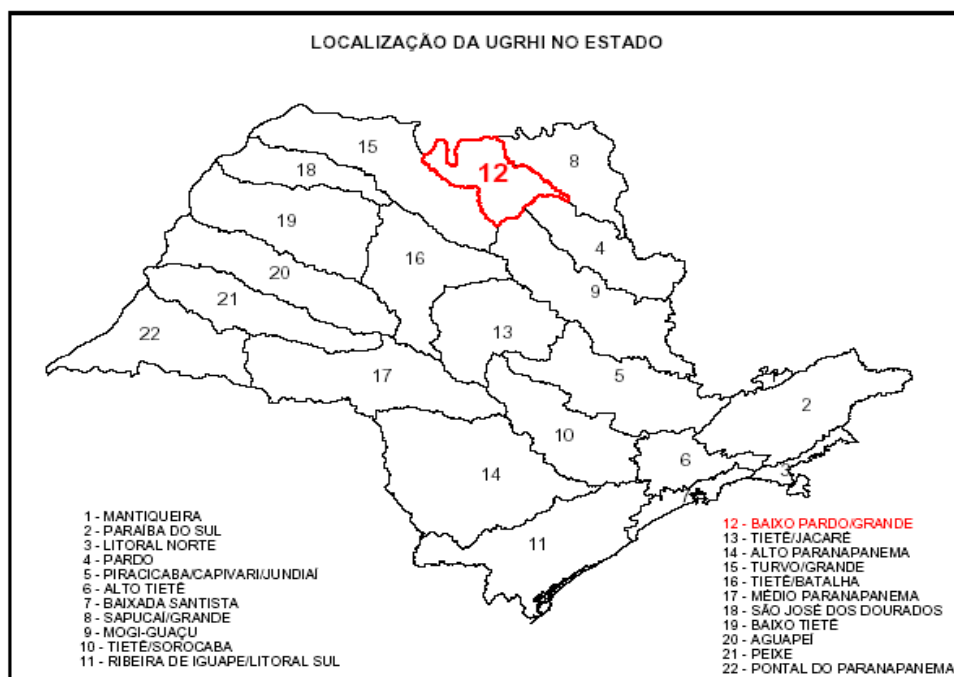 LOCALIZAÇÃO DA UGRHI NO ESTADO
15
12
8
18
19
4
16
20
9
21
13
22
5
17
2
10
6
14
3
7
11
1 - MANTIQUEIRA
2 - PARAÍBA DO SUL
3 - LITORAL NORTE
4 - PARDO
5 - PIRACICABA/CAPIVARI/JUNDIAÍ
6 - ALTO TIETÊ
7 - BAIXADA SANTISTA
8 - SAPUCAÍ/GRANDE
9 - MOGI-GUAÇU
10 - TIETÊ/SOROCABA
11 - RIBEIRA DE IGUAPE/LITORAL SUL
12 - BAIXO PARDO/GRANDE
13 - TIETÊ/JACARÉ
14 - ALTO PARANAPANEMA
15 - TURVO/GRANDE
16 - TIETÊ/BATALHA
17 - MÉDIO PARANAPANEMA
18 - SÃO JOSÉ DOS DOURADOS
19 - BAIXO TIETÊ
20 - AGUAPEÍ
21 - PEIXE
22 - PONTAL DO PARANAPANEMA